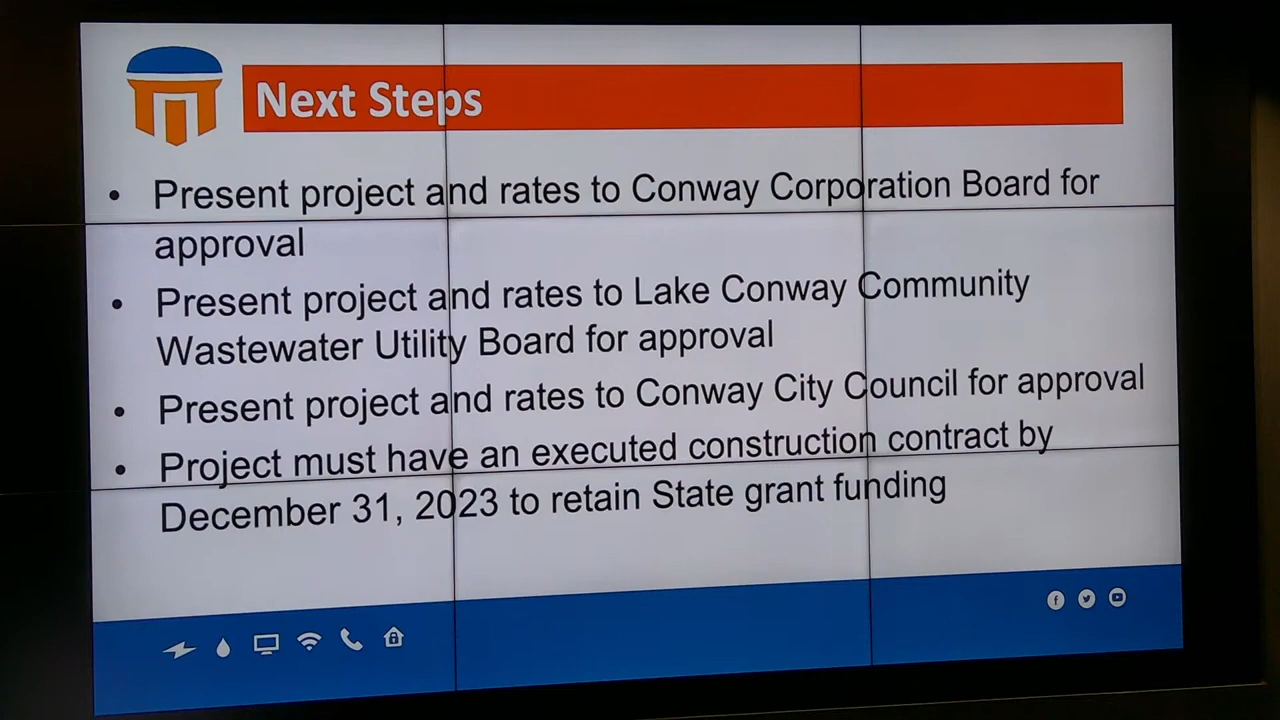 Next Steps
• Present project and rates to Conway Corporation Board for
approval
• Present project and rates to Lake Conway Community
Wastewater Utility Board for approval
• Present project and rates to Conway City Council for approval
• Project must have an executed construction contract by
December 31, 2023 to retain State grant funding